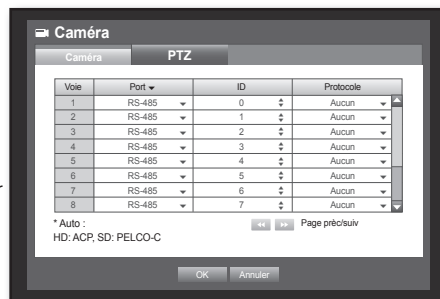 Caméra
Caméra PTZ
Voie Port ID Protocole
1 RS-485 0 Aucun
2 RS-485 1 Aucun
3 RS-485 2 Aucun
4 RS-485 3 Aucun
5 RS-485 4 Aucun
6 RS-485 5 Aucun
7 RS-485 6 Aucun
8 RS-485 7 Aucun
* Auto : Page prèc/suiv
HD: ACP, SD: PELCO-C
OK Annuler